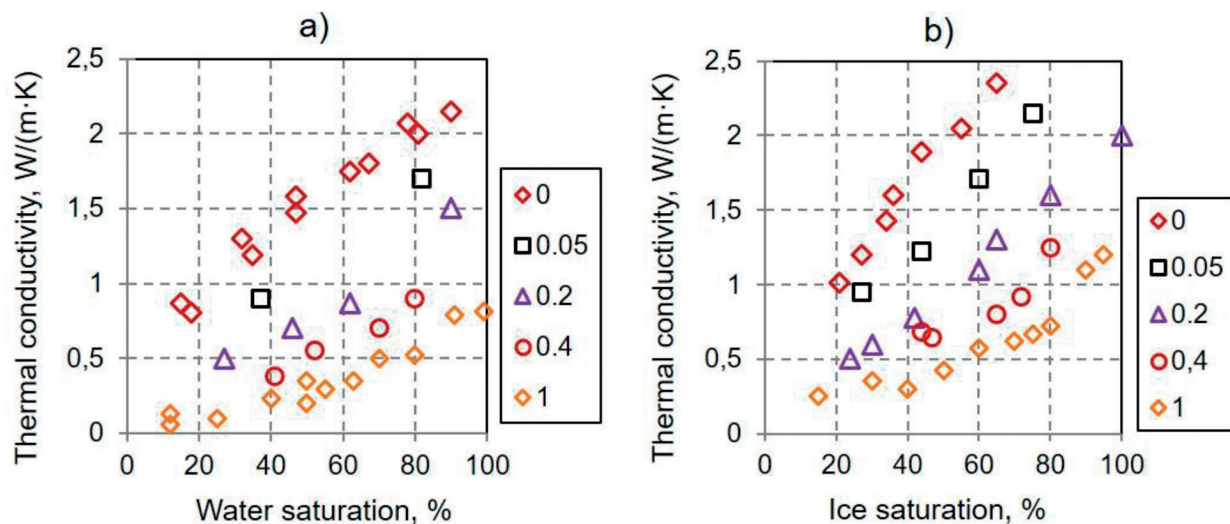 a)
Thermal conductivity, W/(m·K)
2,5
2
1,5
1
0,5
0
0 20 40 60 80 100
Water saturation, %
0
0.05
0.2
0.4
1
b)
Thermal conductivity, W/(m·K)
2,5
2
1,5
1
0,5
0
0 20 40 60 80 100
Ice saturation, %
0
0.05
0.2
0,4
1